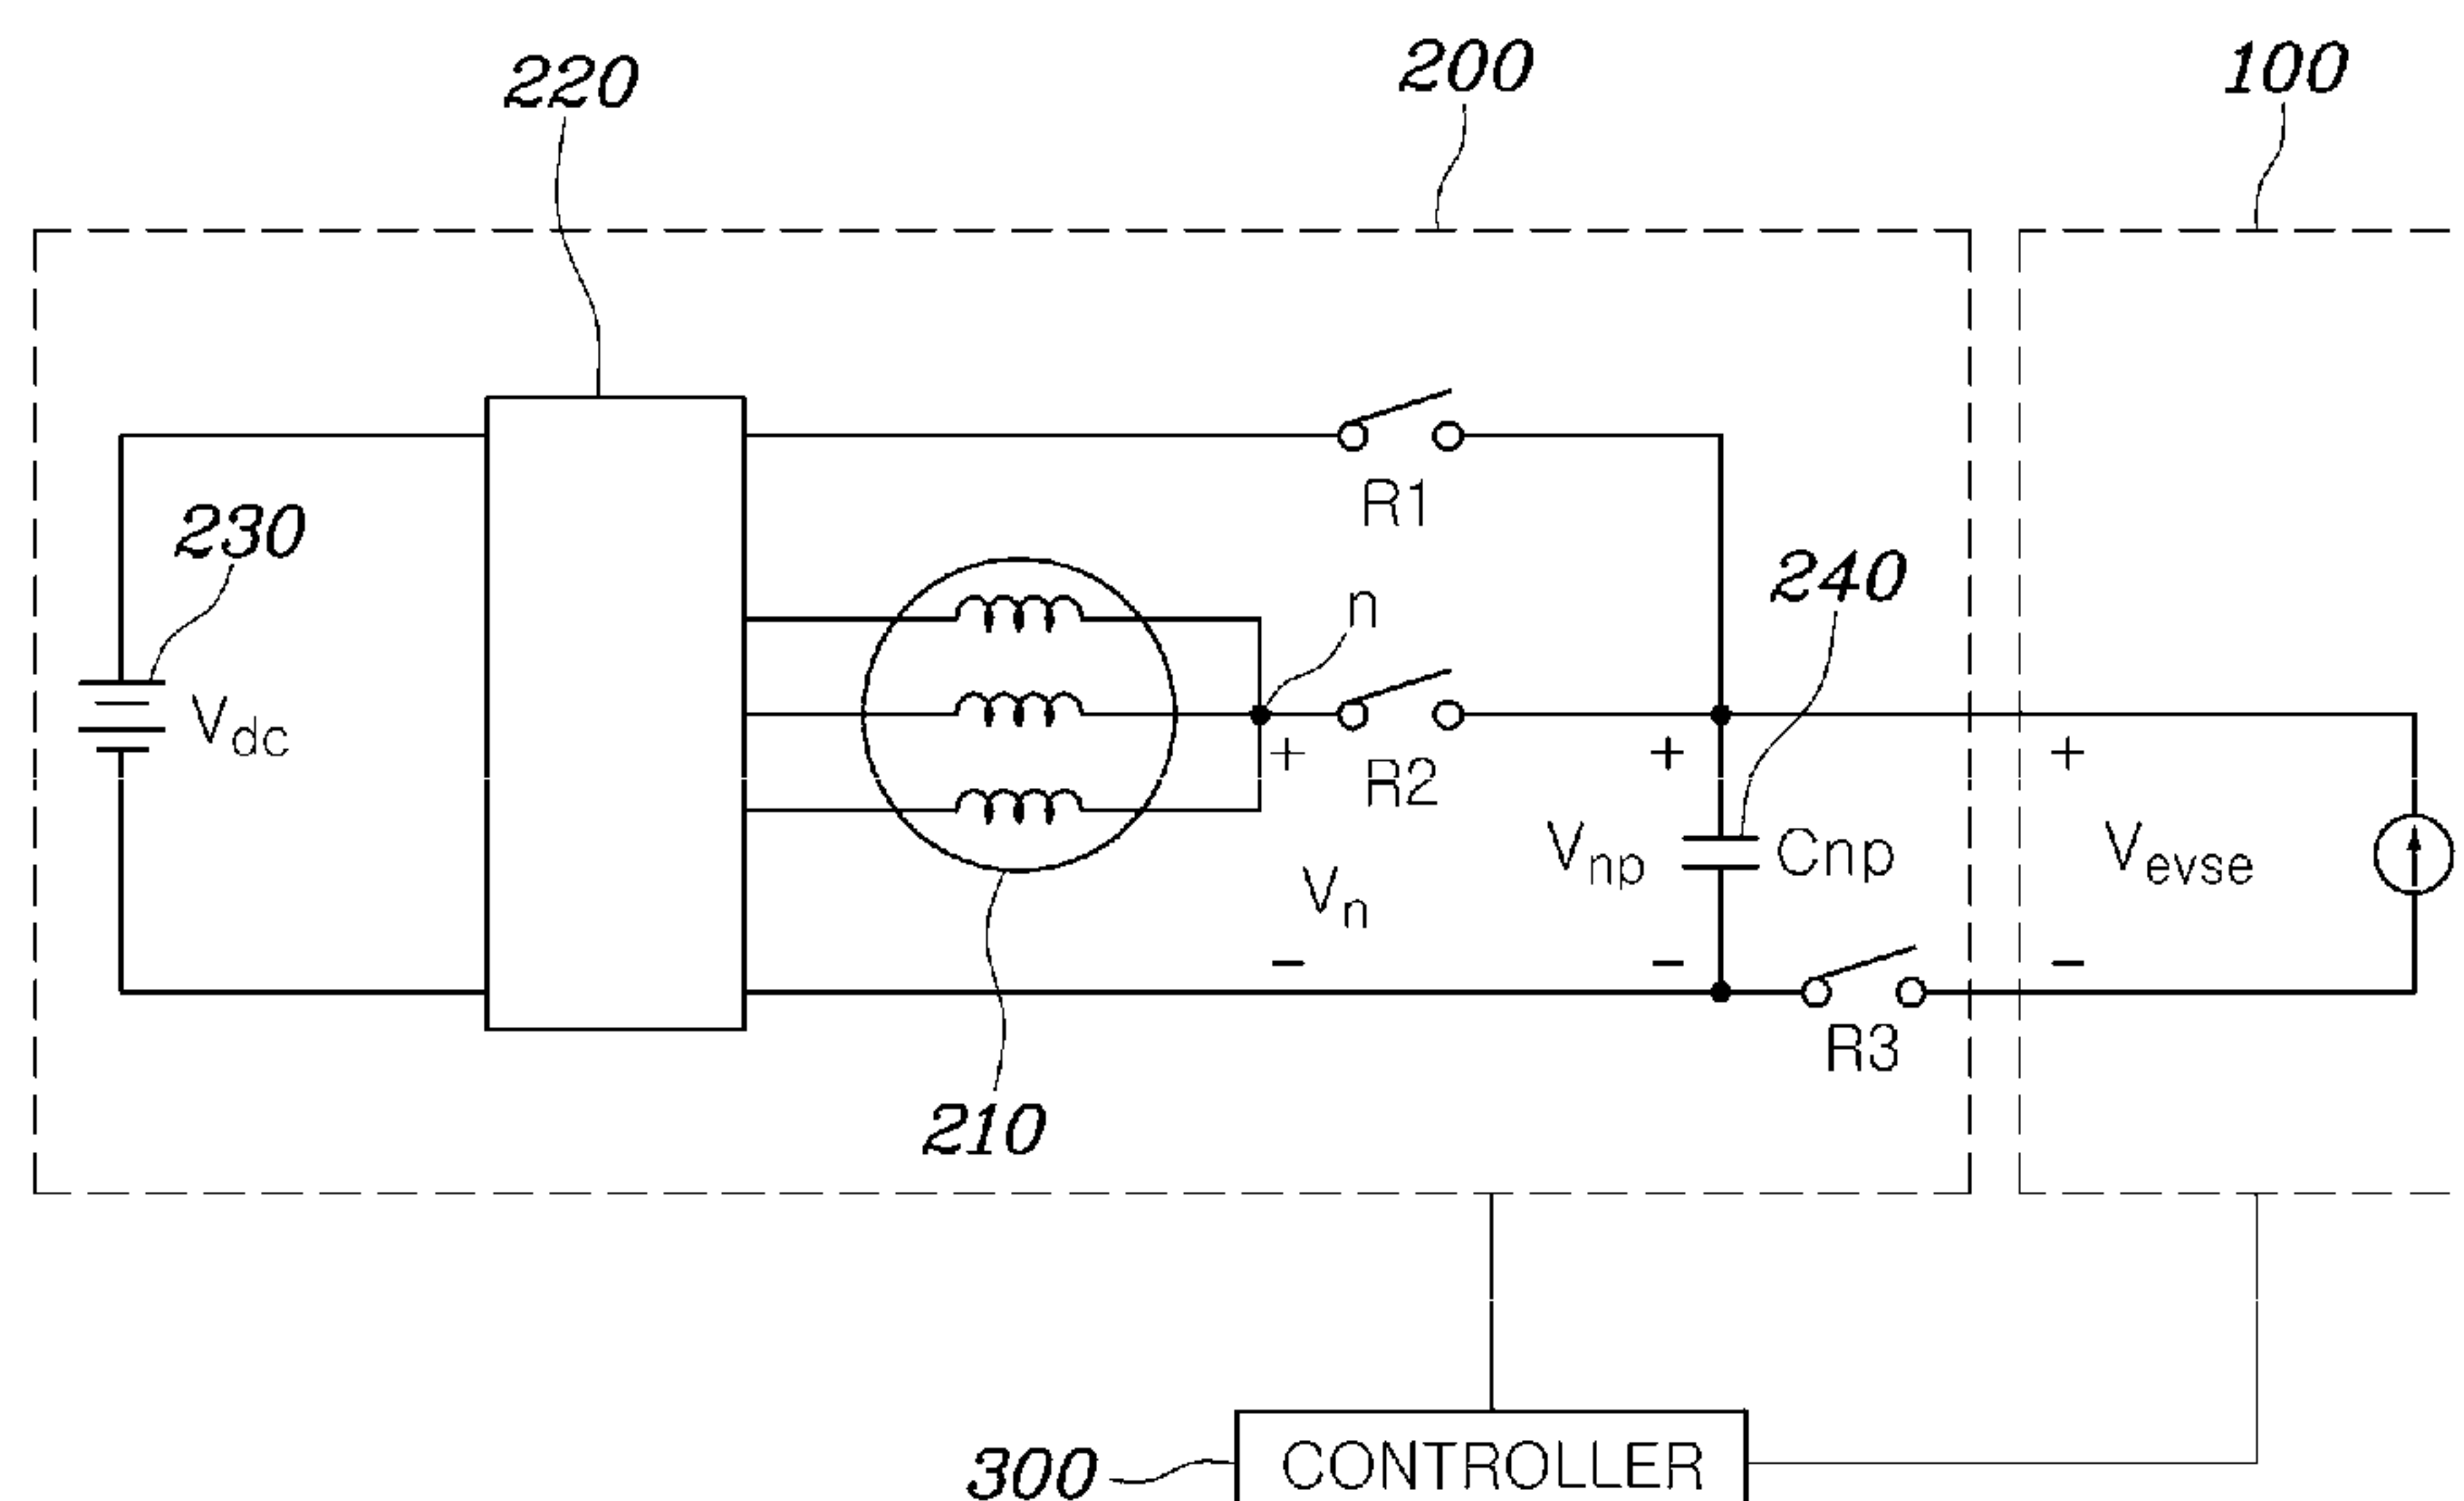 220
200
100
R1
230
240
n
Vdc
+
R2
+
+
Vn
Vnp
Cnp
Vevse
−
−
−
R3
210
300
CONTROLLER